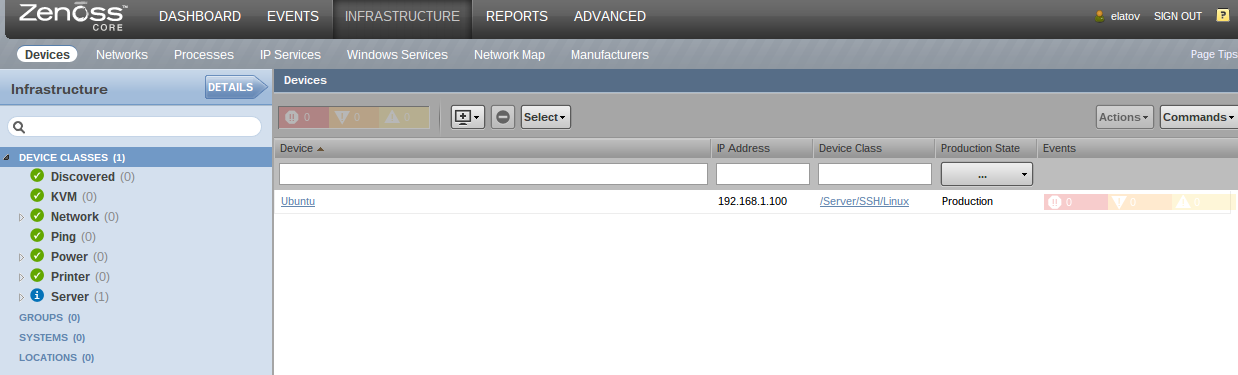 Zenoss™ CORE
DASHBOARD EVENTS INFRASTRUCTURE REPORTS ADVANCED elatov SIGN OUT ?
Devices Networks Processes IP Services Windows Services Network Map Manufacturers Page Tips
Infrastructure DETAILS
Devices
0 0 0 Select Actions Commands
DEVICE CLASSES (1)
Discovered (0)
KVM (0)
Network (0)
Ping (0)
Power (0)
Printer (0)
Server (1)
GROUPS (0)
SYSTEMS (0)
LOCATIONS (0)
Device IP Address Device Class Production State Events
...
Ubuntu 192.168.1.100 /Server/SSH/Linux Production 0 0 0